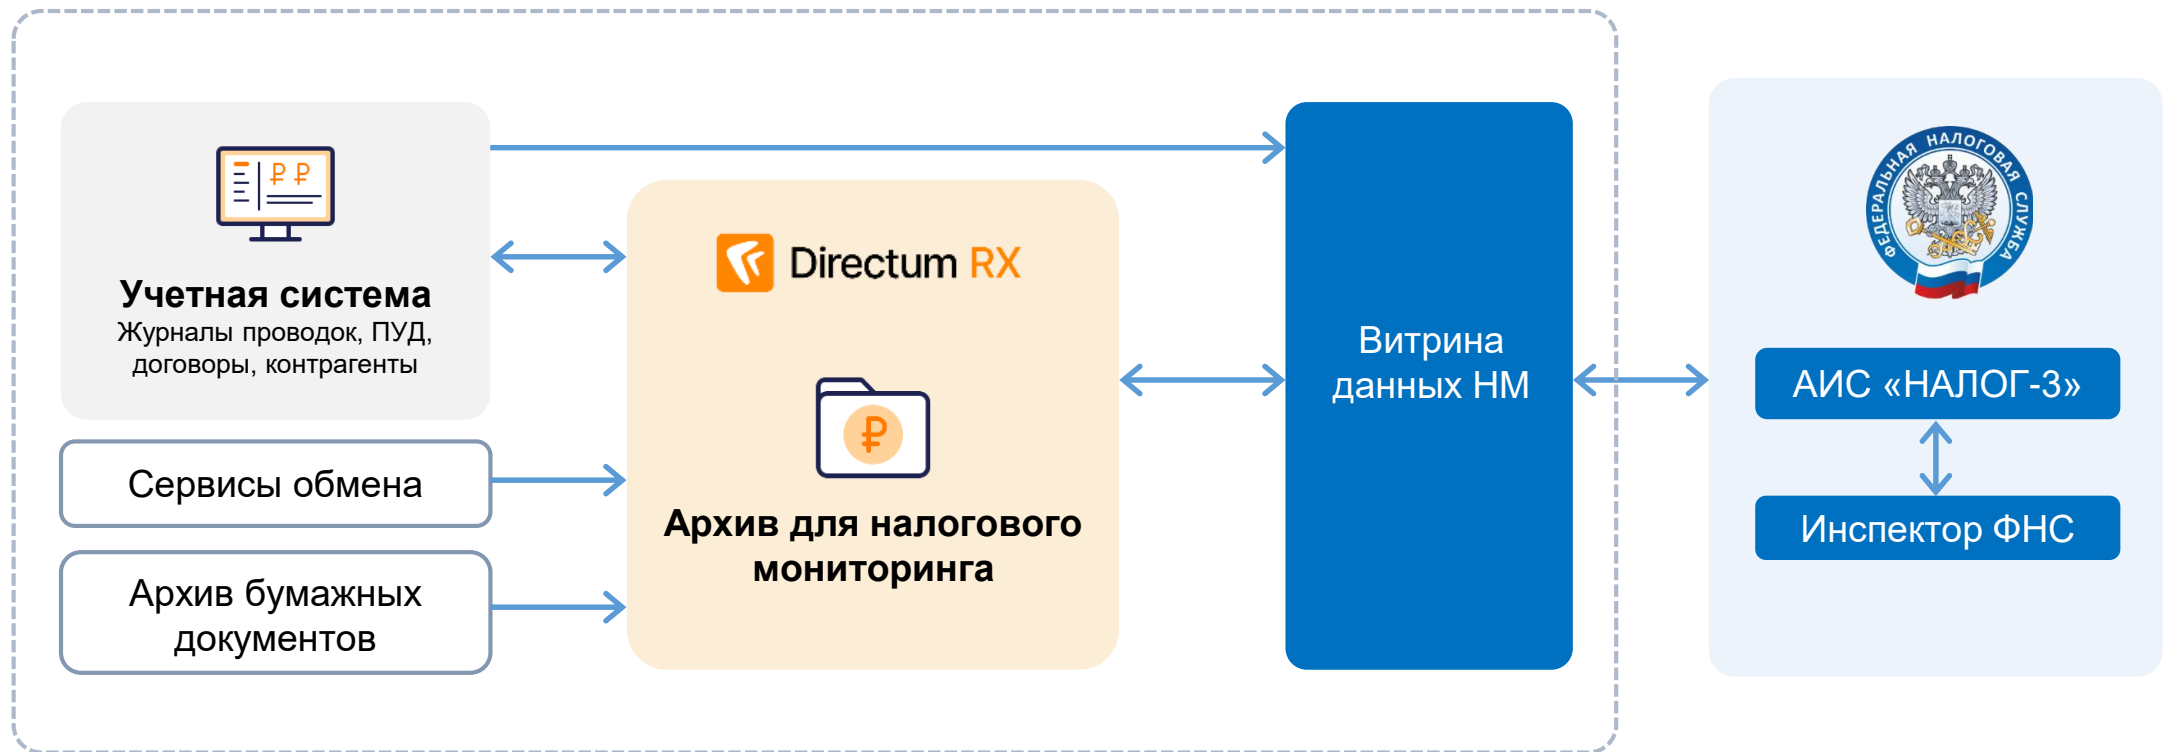 Учетная система
Журналы проводок, ПУД,
договоры, контрагенты
Сервисы обмена
Архив бумажных
документов
Directum RX
Архив для налогового
мониторинга
Витрина
данных НМ
ФЕДЕРАЛЬНАЯ НАЛОГОВАЯ СЛУЖБА
АИС «НАЛОГ-3»
Инспектор ФНС